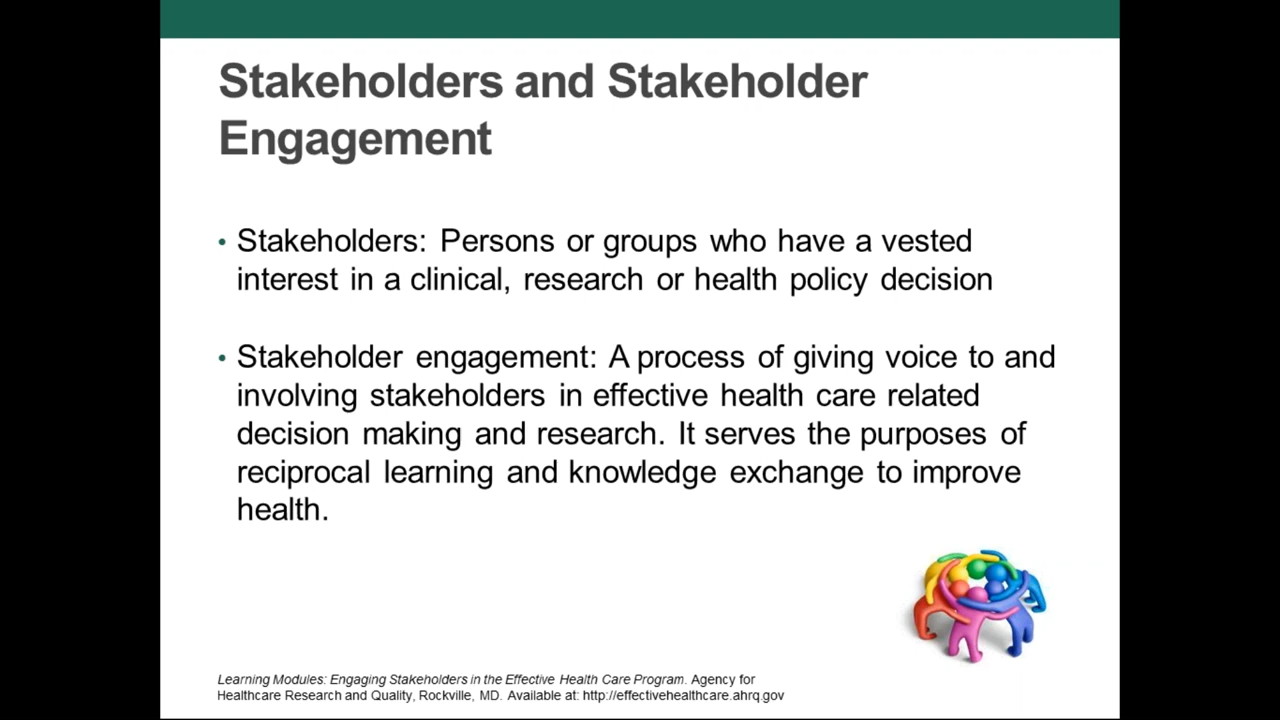 Stakeholders and Stakeholder
Engagement
• Stakeholders: Persons or groups who have a vested
interest in a clinical, research or health policy decision
• Stakeholder engagement: A process of giving voice to and
involving stakeholders in effective health care related
decision making and research. It serves the purposes of
reciprocal learning and knowledge exchange to improve
health.
Learning Modules: Engaging Stakeholders in the Effective Health Care Program. Agency for
Healthcare Research and Quality, Rockville, MD. Available at: http://effectivehealthcare.ahrq.gov